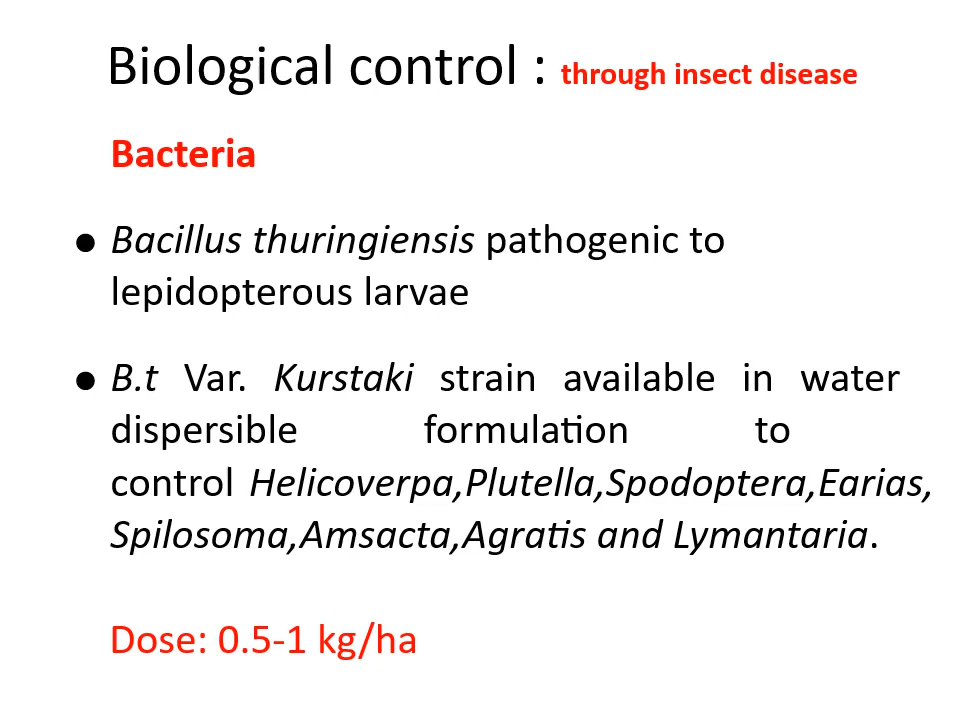 Biological control : through insect disease
Bacteria
● Bacillus thuringiensis pathogenic to
lepidopterous larvae
● B.t Var. Kurstaki strain available in water
dispersible formulation to
control Helicoverpa,Plutella,Spodoptera,Earias,
Spilosoma,Amsacta,Agratis and Lymantaria.
Dose: 0.5-1 kg/ha